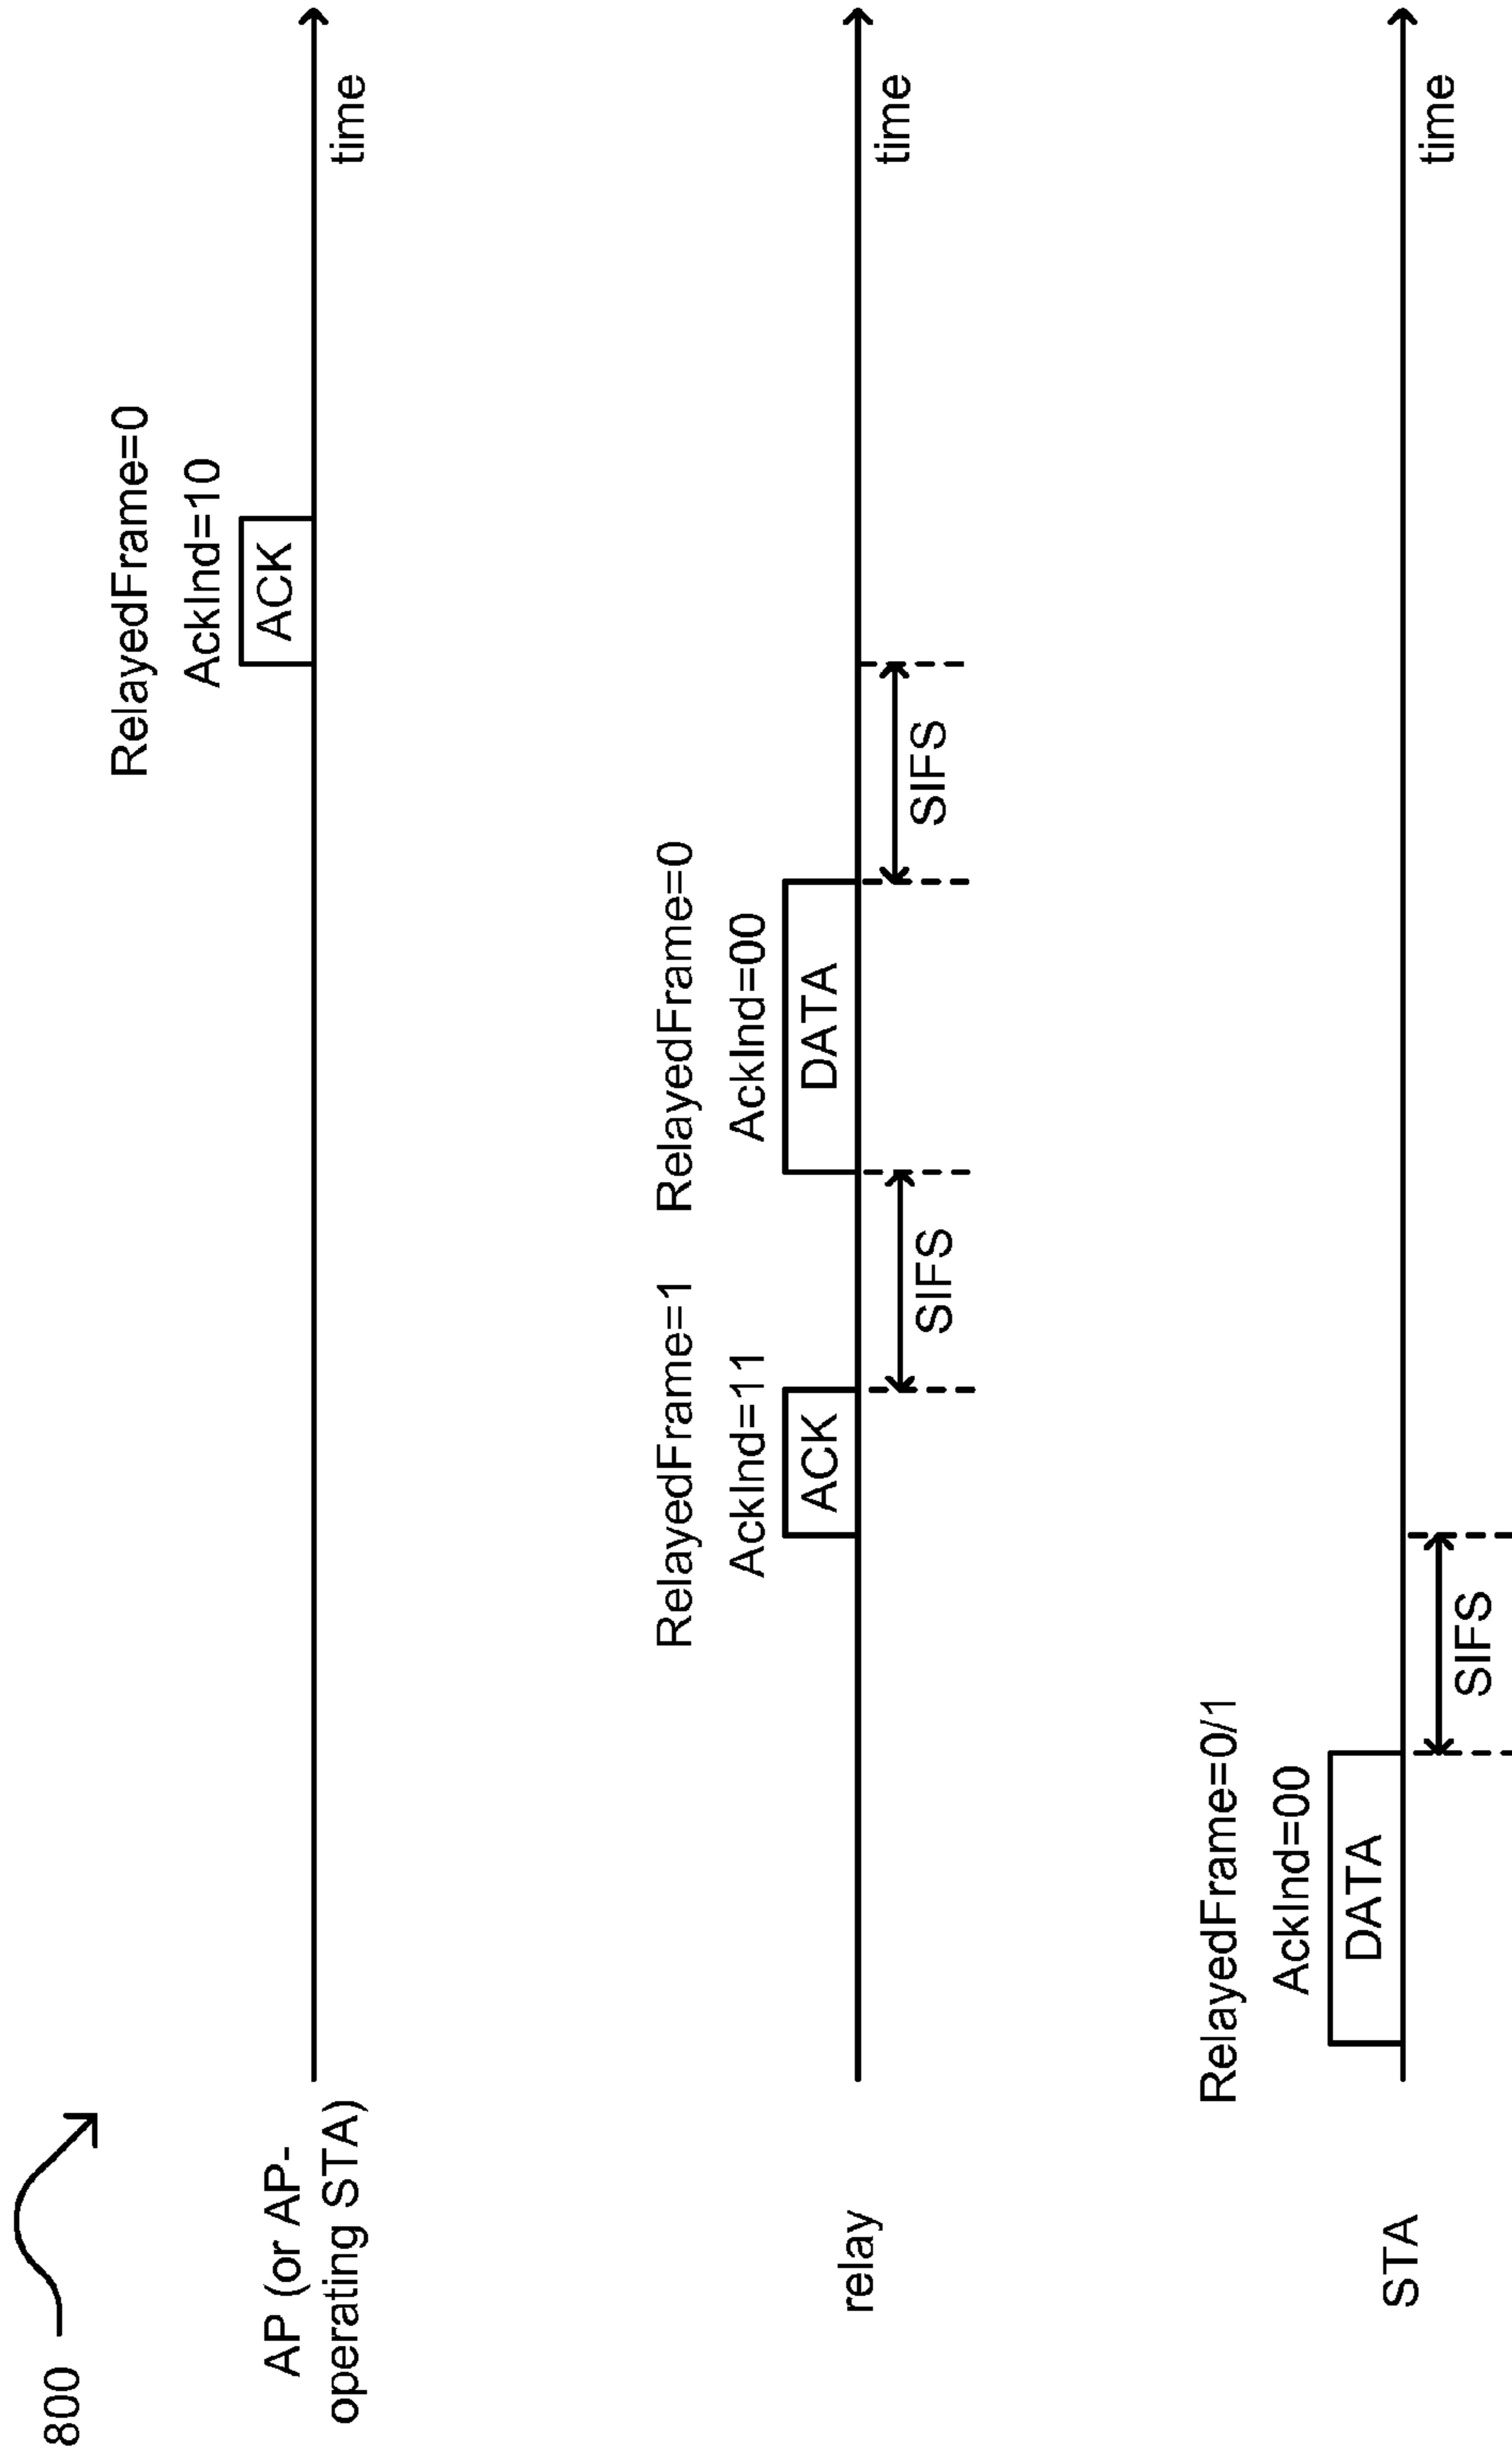 800
RelayedFrame=0
AckInd=10
AP (or AP-
operating STA)
ACK
time
RelayedFrame=1 RelayedFrame=0
AckInd=11 AckInd=00
relay
ACK DATA
time
SIFS SIFS
RelayedFrame=0/1
AckInd=00
STA
DATA
time
SIFS